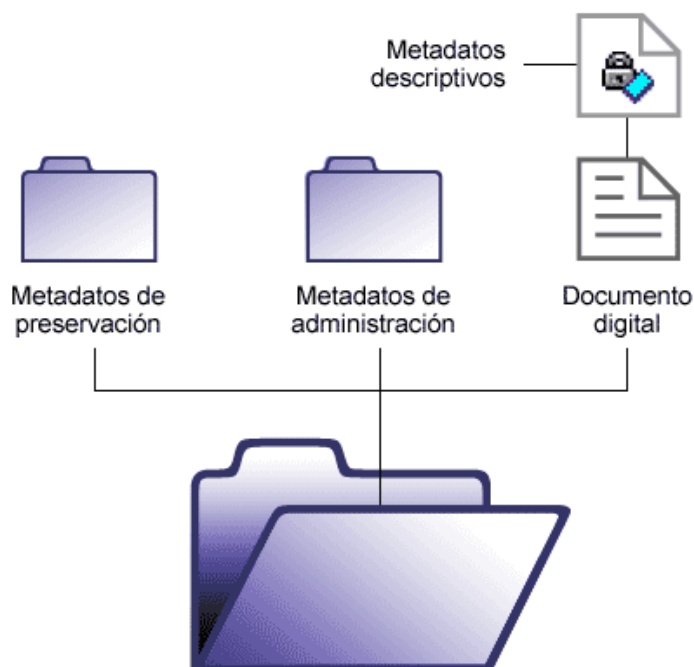 Metadatos
descriptivos
Metadatos de
preservación
Metadatos de
administración
Documento
digital